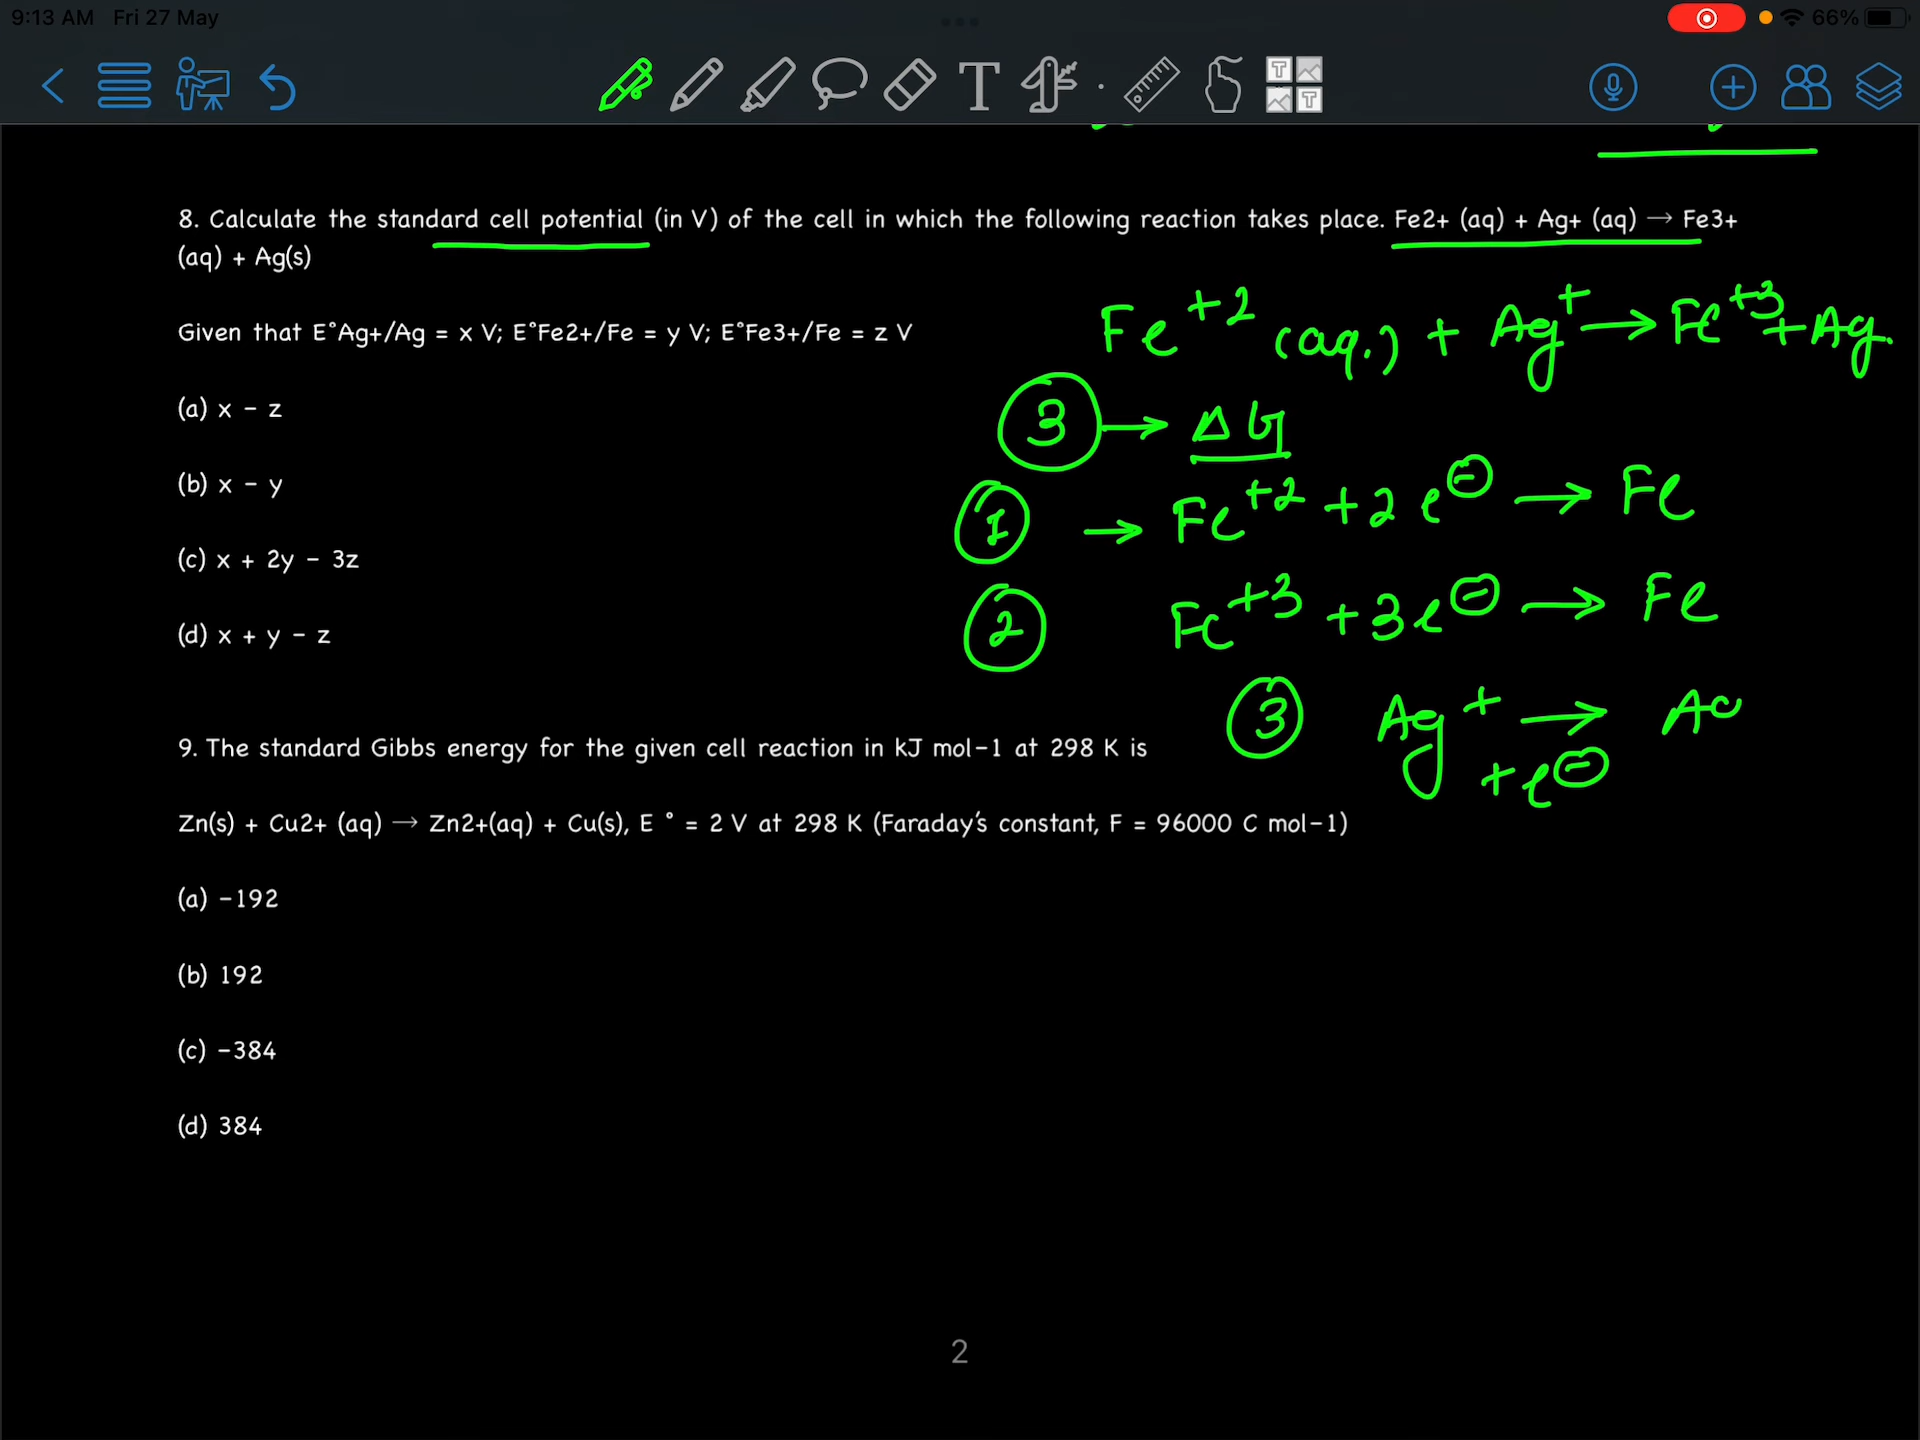 9:13 AM Fri 27 May
66%
T
8. Calculate the standard cell potential (in V) of the cell in which the following reaction takes place. Fe2+ (aq) + Ag+ (aq) → Fe3+
(aq) + Ag(s)
Fe+2 (aq.) + Ag+ → Fe+3 + Ag.
Given that E°Ag+/Ag = x V; E°Fe2+/Fe = y V; E°Fe3+/Fe = z V
(a) x - z
③ → ΔG
(b) x - y
① → Fe+2 + 2e⊖ → Fe
(c) x + 2y - 3z
② Fe+3 + 3e⊖ → Fe
(d) x + y - z
③ Ag+ → Ag
+ e⊖
9. The standard Gibbs energy for the given cell reaction in kJ mol-1 at 298 K is
Zn(s) + Cu2+ (aq) → Zn2+(aq) + Cu(s), E ° = 2 V at 298 K (Faraday's constant, F = 96000 C mol-1)
(a) -192
(b) 192
(c) -384
(d) 384
2